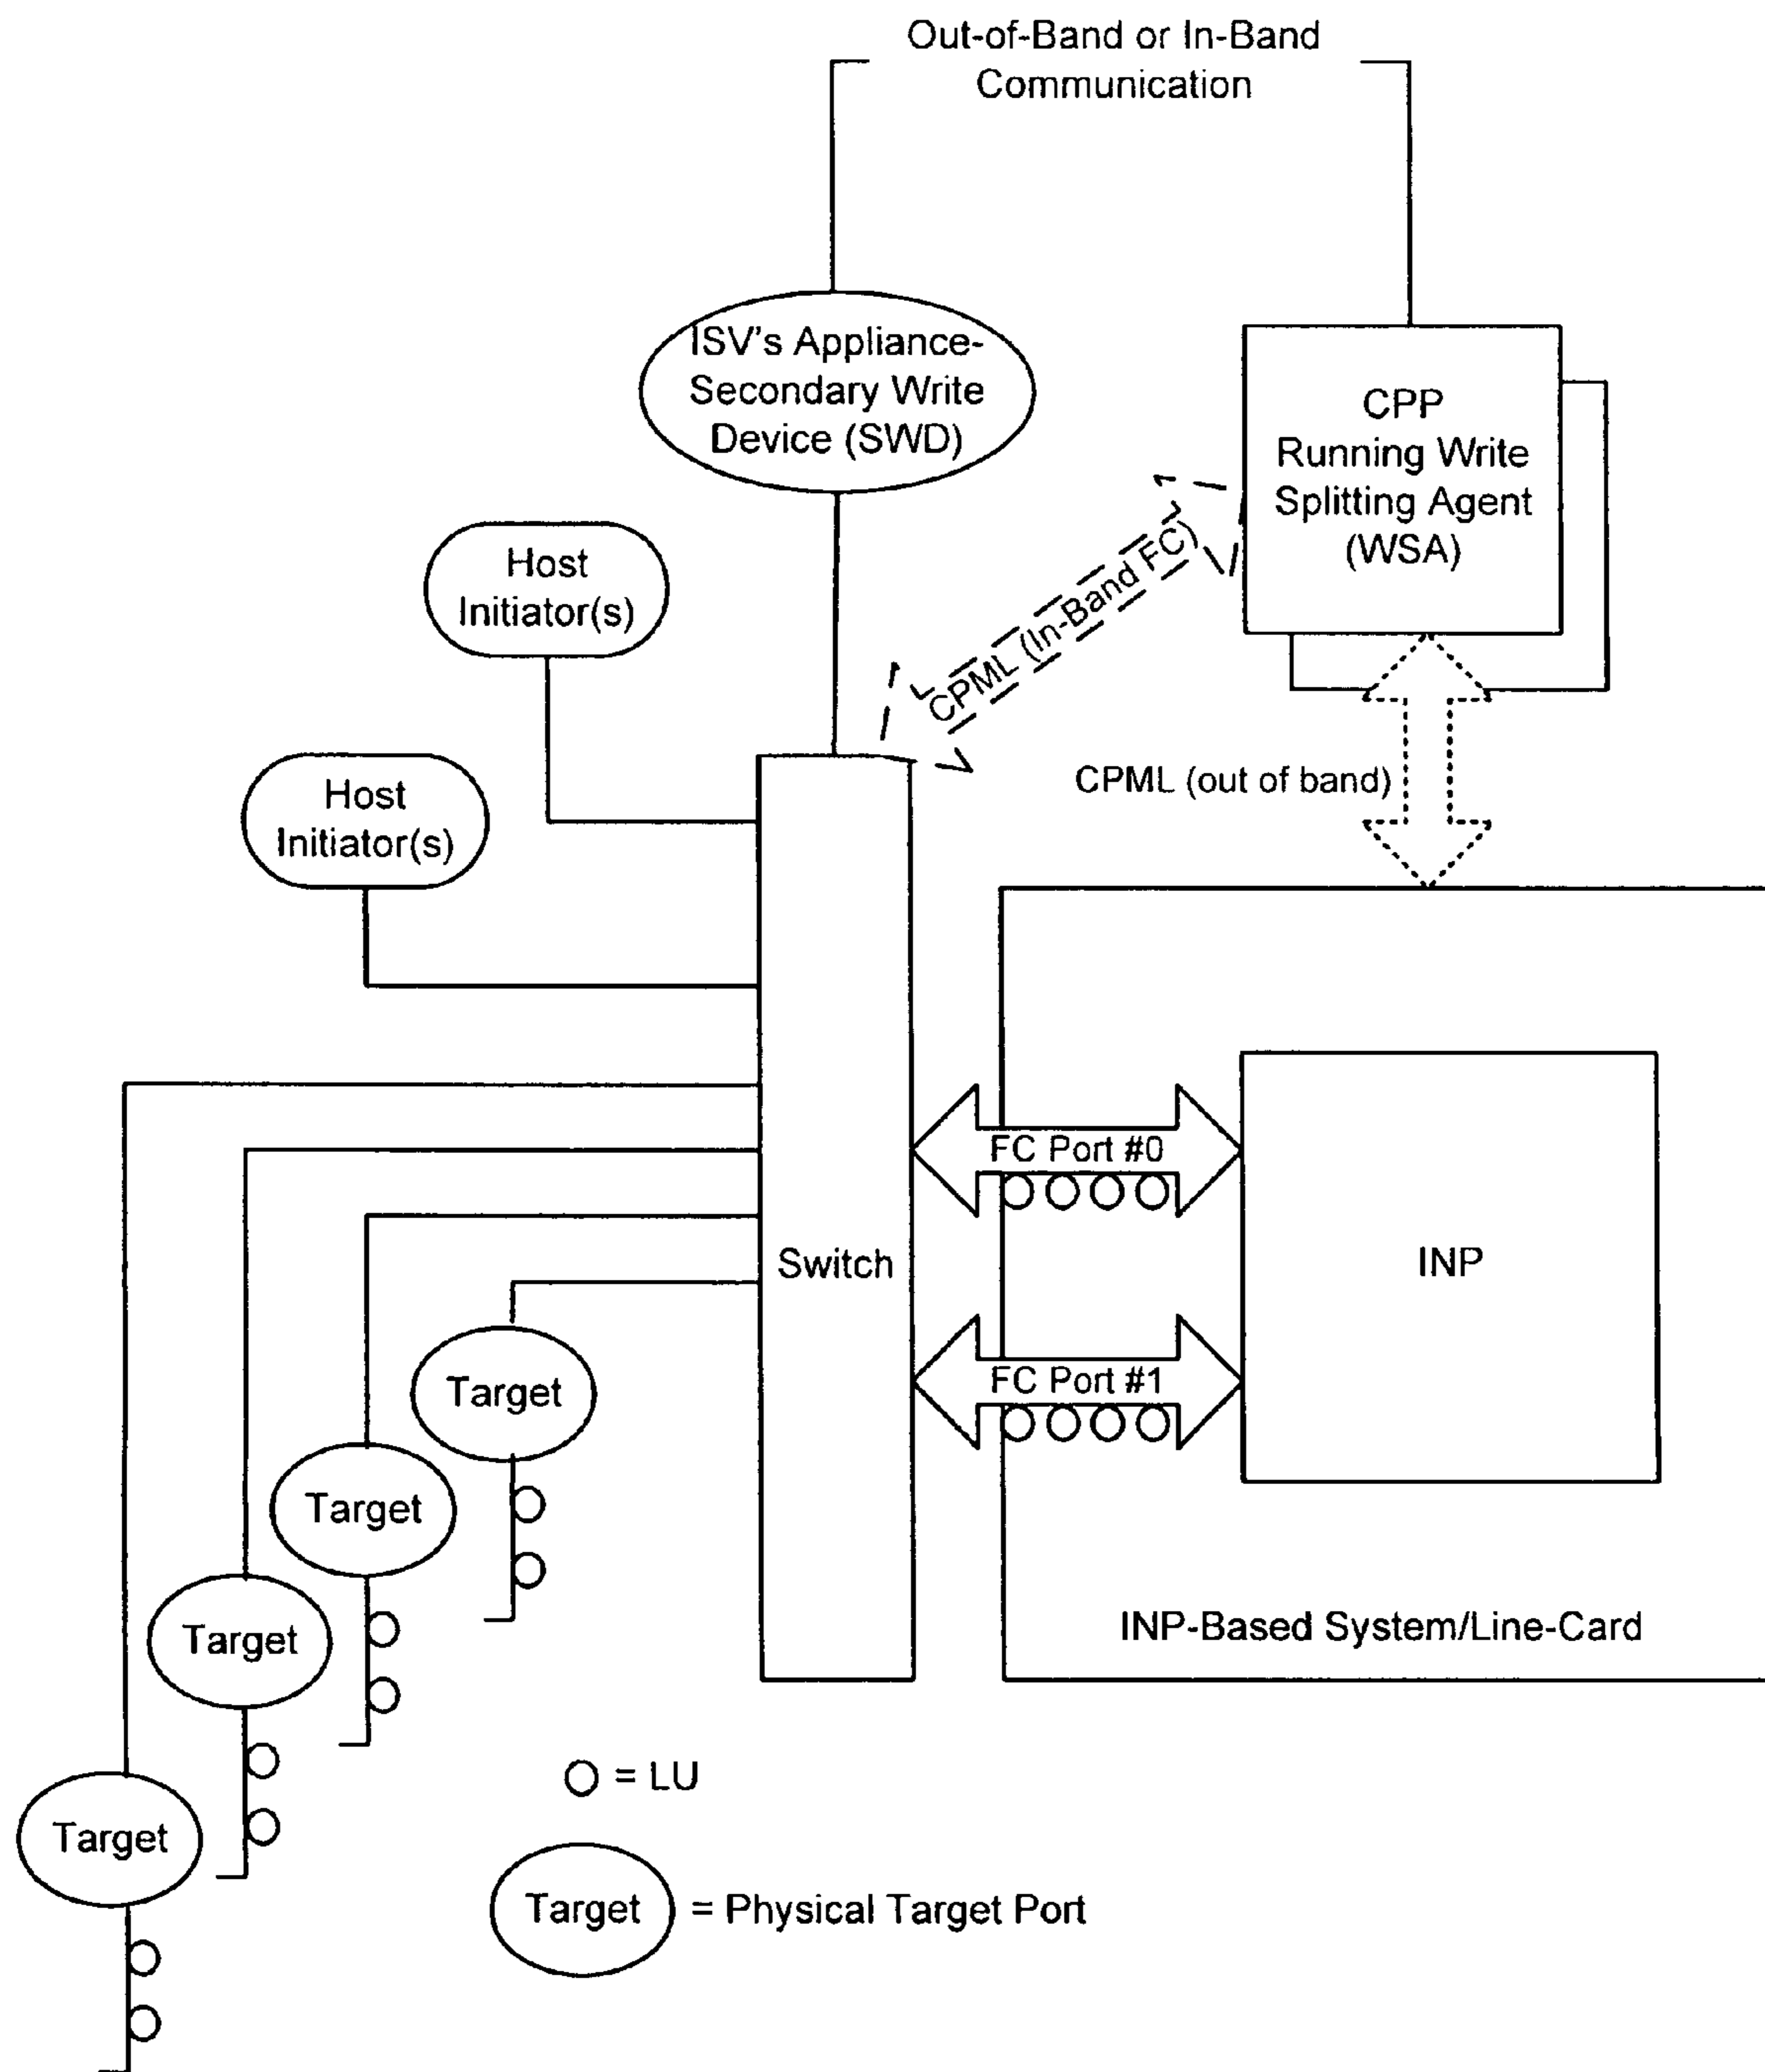 Out-of-Band or In-Band
Communication
ISV's Appliance-
Secondary Write
Device (SWD)
CPP
Running Write
Splitting Agent
(WSA)
Host
Initiator(s)
CPML (In-Band FC)
Host
Initiator(s)
CPML (out of band)
FC Port #0
Switch
INP
FC Port #1
Target
Target
Target
INP-Based System/Line-Card
Target
= LU
Target
= Physical Target Port